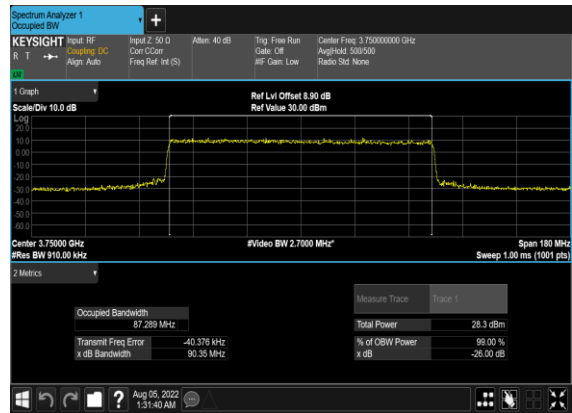 Spectrum Analyzer 1
Occupied BW
KEYSIGHT
R T
Input: RF
Coupling: DC
Align: Auto
Input Z: 50 Ω
Corr CCorr
Freq Ref: Int (S)
Atten: 40 dB
Trig: Free Run
Gate: Off
#IF Gain: Low
Center Freq: 3.750000000 GHz
Avg|Hold: 500/500
Radio Std: None
1 Graph
Scale/Div 10.0 dB
Ref Lvl Offset 8.90 dB
Ref Value 30.00 dBm
Log
20.0
10.0
0.00
-10.0
-20.0
-30.0
-40.0
-50.0
-60.0
Center 3.75000 GHz
#Video BW 2.7000 MHz*
Span 180 MHz
#Res BW 910.00 kHz
Sweep 1.00 ms (1001 pts)
2 Metrics
Measure Trace
Trace 1
Occupied Bandwidth
87.289 MHz
Total Power
28.3 dBm
Transmit Freq Error
-40.376 kHz
% of OBW Power
99.00 %
x dB Bandwidth
90.35 MHz
x dB
-26.00 dB
?
Aug 05, 2022
1:31:40 AM